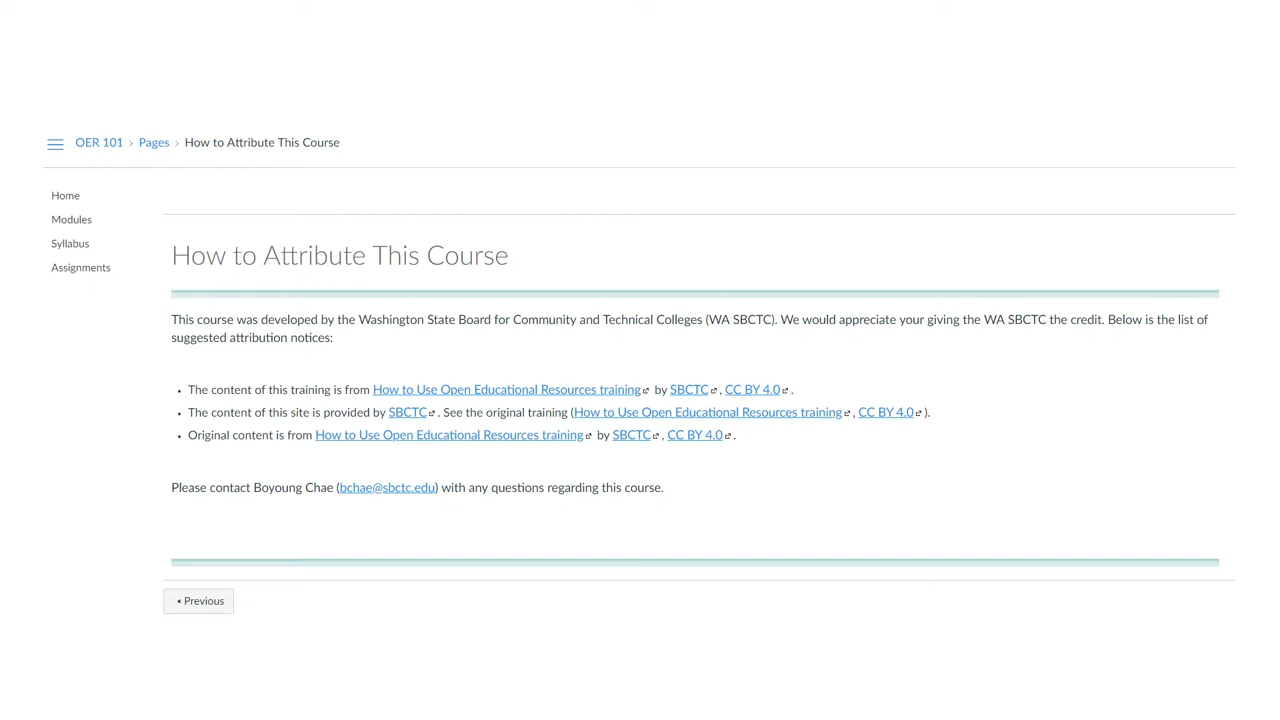 OER 101 › Pages › How to Attribute This Course
Home
Modules
Syllabus
Assignments
How to Attribute This Course
This course was developed by the Washington State Board for Community and Technical Colleges (WA SBCTC). We would appreciate your giving the WA SBCTC the credit. Below is the list of
suggested attribution notices:
• The content of this training is from How to Use Open Educational Resources training by SBCTC, CC BY 4.0.
• The content of this site is provided by SBCTC. See the original training (How to Use Open Educational Resources training, CC BY 4.0).
• Original content is from How to Use Open Educational Resources training by SBCTC, CC BY 4.0.
Please contact Boyoung Chae (bchae@sbctc.edu) with any questions regarding this course.
◂ Previous